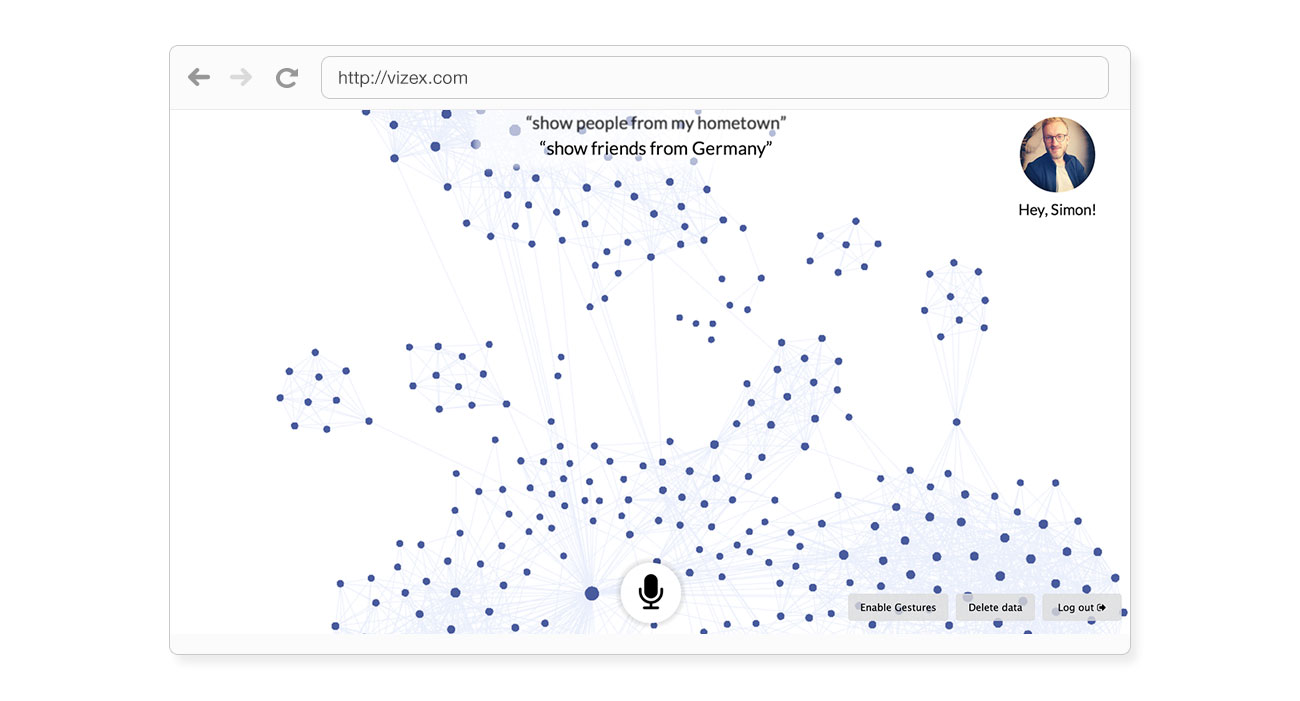 http://vizex.com
“show people from my hometown”
“show friends from Germany”
Hey, Simon!
Enable Gestures
Delete data
Log out